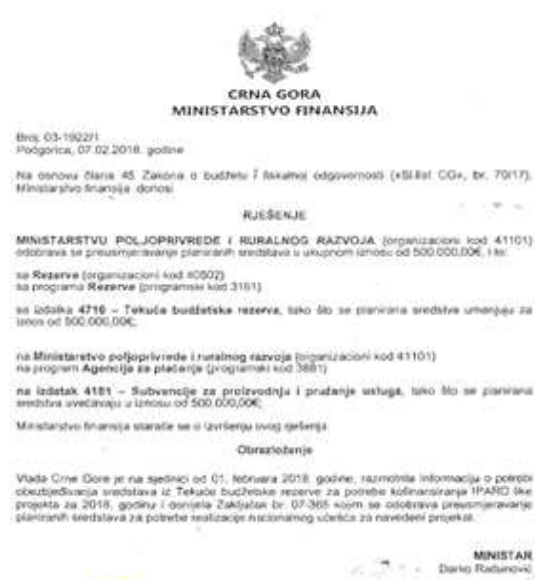 CRNA GORA
MINISTARSTVO FINANSIJA
Broj: 03-1922/1
Podgorica, 07.02.2018. godine
Na osnovu člana 45 Zakona o budžetu i fiskalnoj odgovornosti («Sl.list CG», br. 70/17),
Ministarstvo finansija donosi
RJEŠENJE
MINISTARSTVU POLJOPRIVREDE I RURALNOG RAZVOJA (organizacioni kod 41101)
odobrava se preusmjeravanje planiranih sredstava u ukupnom iznosu od 500.000,00€, i to:
sa Rezerve (organizacioni kod 40502)
sa programa Rezerve (programski kod 3161)
sa izdatka 4710 – Tekuća budžetska rezerva, tako što se planirana sredstva umanjuju za
iznos od 500.000,00€;
na Ministarstvo poljoprivrede i ruralnog razvoja (organizacioni kod 41101)
na program Agencija za plaćanje (programski kod 3881)
na izdatak 4181 – Subvencije za proizvodnju i pružanje usluga, tako što se planirana
sredstva uvećavaju u iznosu od 500.000,00€;
Ministarstvo finansija staraće se o izvršenju ovog rješenja.
Obrazloženje
Vlada Crne Gore je na sjednici od 01. februara 2018. godine, razmotrila Informaciju o potrebi
obezbjeđivanja sredstava iz Tekuće budžetske rezerve za potrebe kofinansiranja IPARD like
projekta za 2018. godinu i donijela Zaključak br. 07-365 kojim se odobrava preusmjeravanje
planiranih sredstava za potrebe realizacije nacionalnog učešća za navedeni projekat.
MINISTAR
Darko Radunović